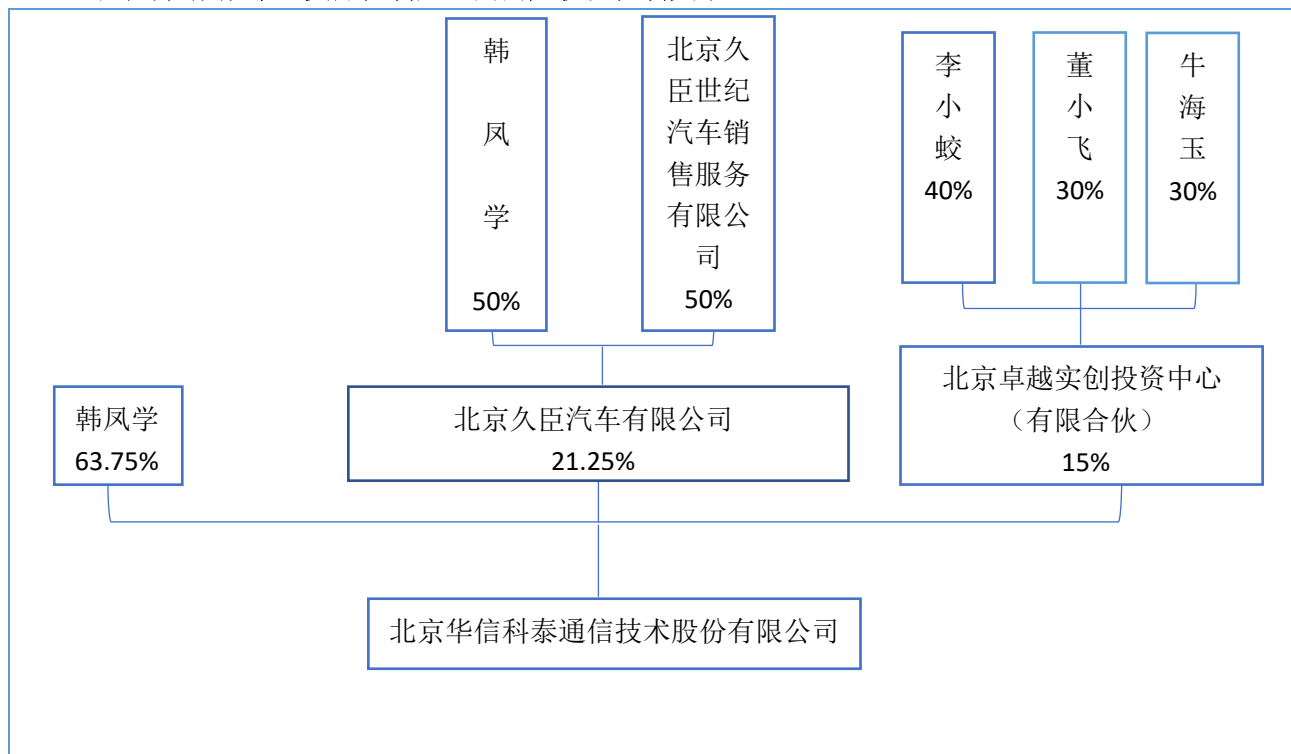 韩
凤
学
50%
北京久
臣世纪
汽车销
售服务
有限公
司
50%
李
小
蛟
40%
董
小
飞
30%
牛
海
玉
30%
韩凤学
63.75%
北京久臣汽车有限公司
21.25%
北京卓越实创投资中心
（有限合伙）
15%
北京华信科泰通信技术股份有限公司